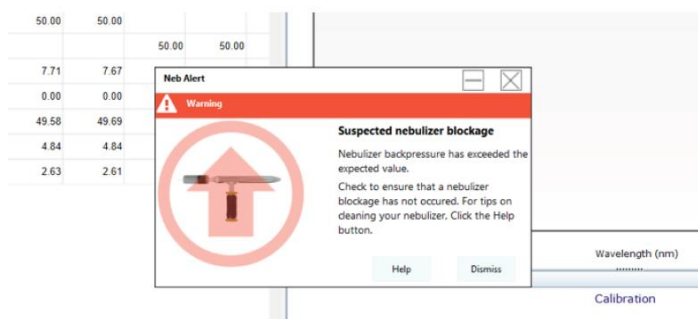 50.00 50.00
50.00 50.00
7.71 7.67
0.00 0.00
49.58 49.69
4.84 4.84
2.63 2.61
Neb Alert
Warning
Suspected nebulizer blockage
Nebulizer backpressure has exceeded the
expected value.
Check to ensure that a nebulizer
blockage has not occured. For tips on
cleaning your nebulizer. Click the Help
button.
Help Dismiss
Wavelength (nm)
Calibration